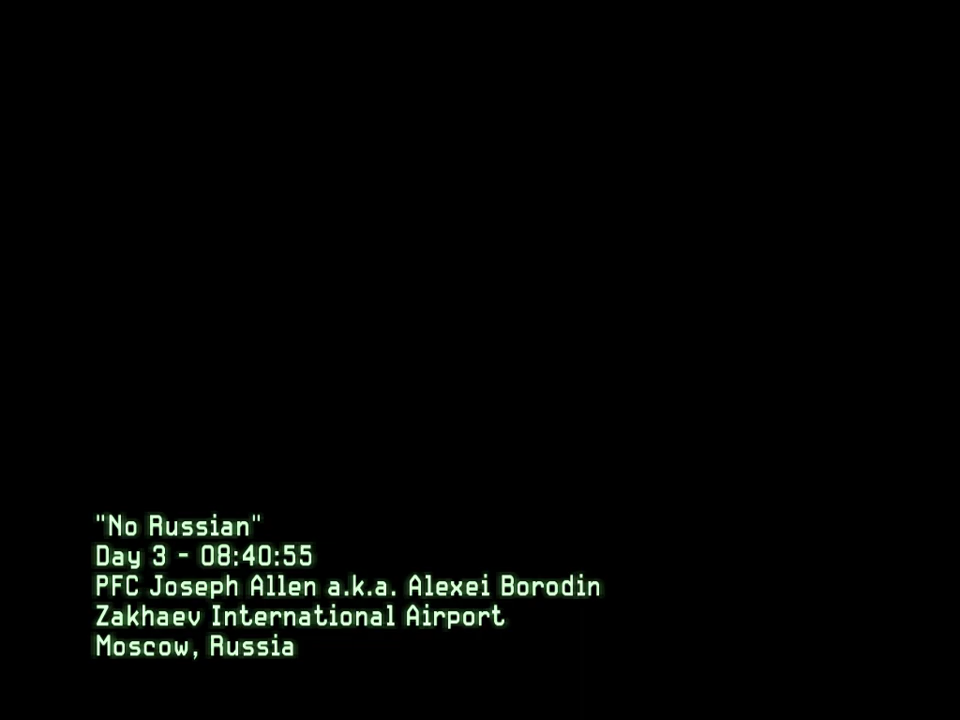 "No Russian"
Day 3 - 08:40:55
PFC Joseph Allen a.k.a. Alexei Borodin
Zakhaev International Airport
Moscow, Russia